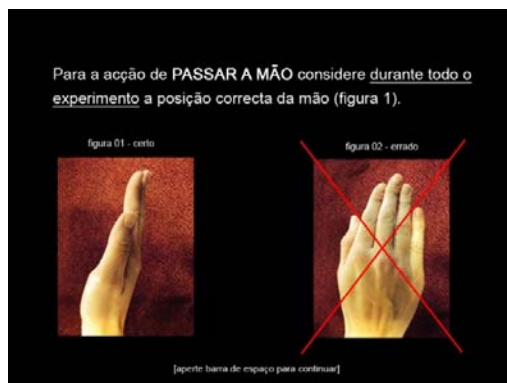 Para a acção de PASSAR A MÃO considere durante todo o
experimento a posição correcta da mão (figura 1).
figura 01 - certo
figura 02 - errado
[aperte barra de espaço para continuar]